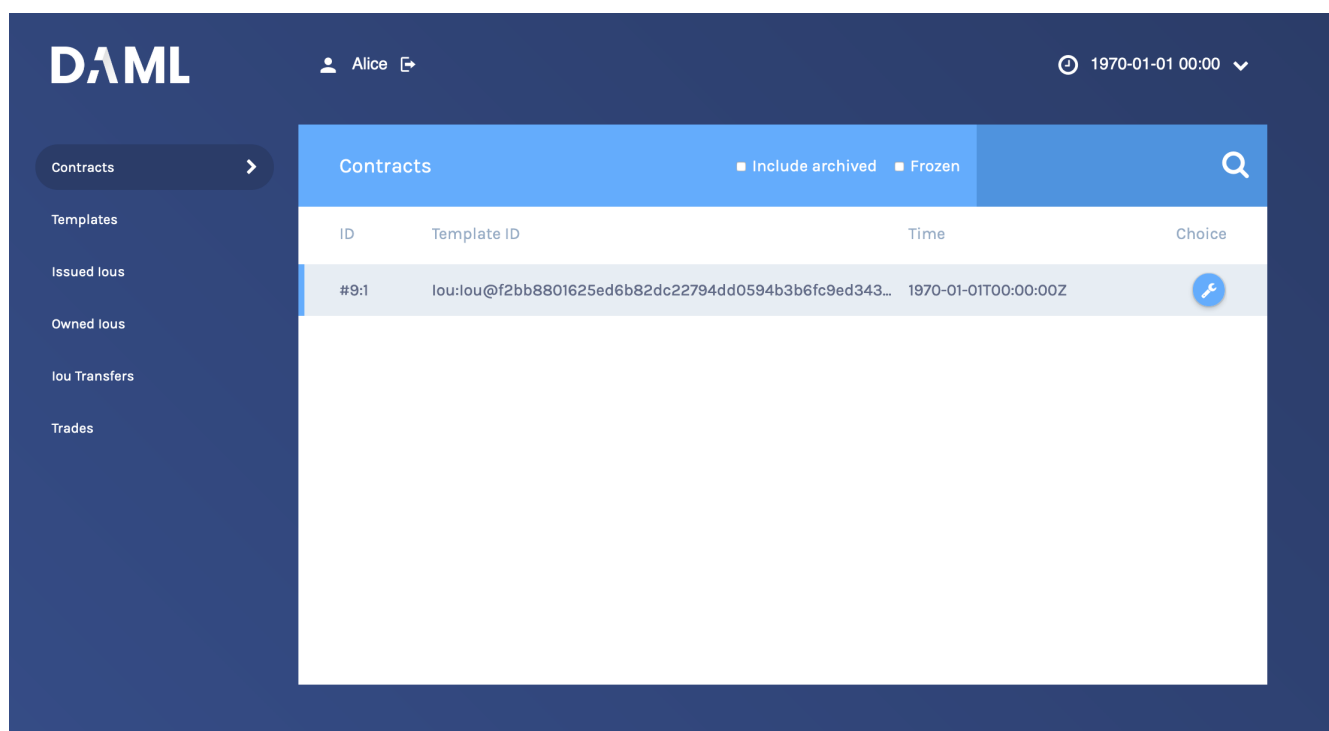 DAML
Alice
1970-01-01 00:00
Contracts
Templates
Issued Ious
Owned Ious
Iou Transfers
Trades
Contracts Include archived Frozen
ID Template ID Time Choice
#9:1 Iou:Iou@f2bb8801625ed6b82dc22794dd0594b3b6fc9ed343... 1970-01-01T00:00:00Z